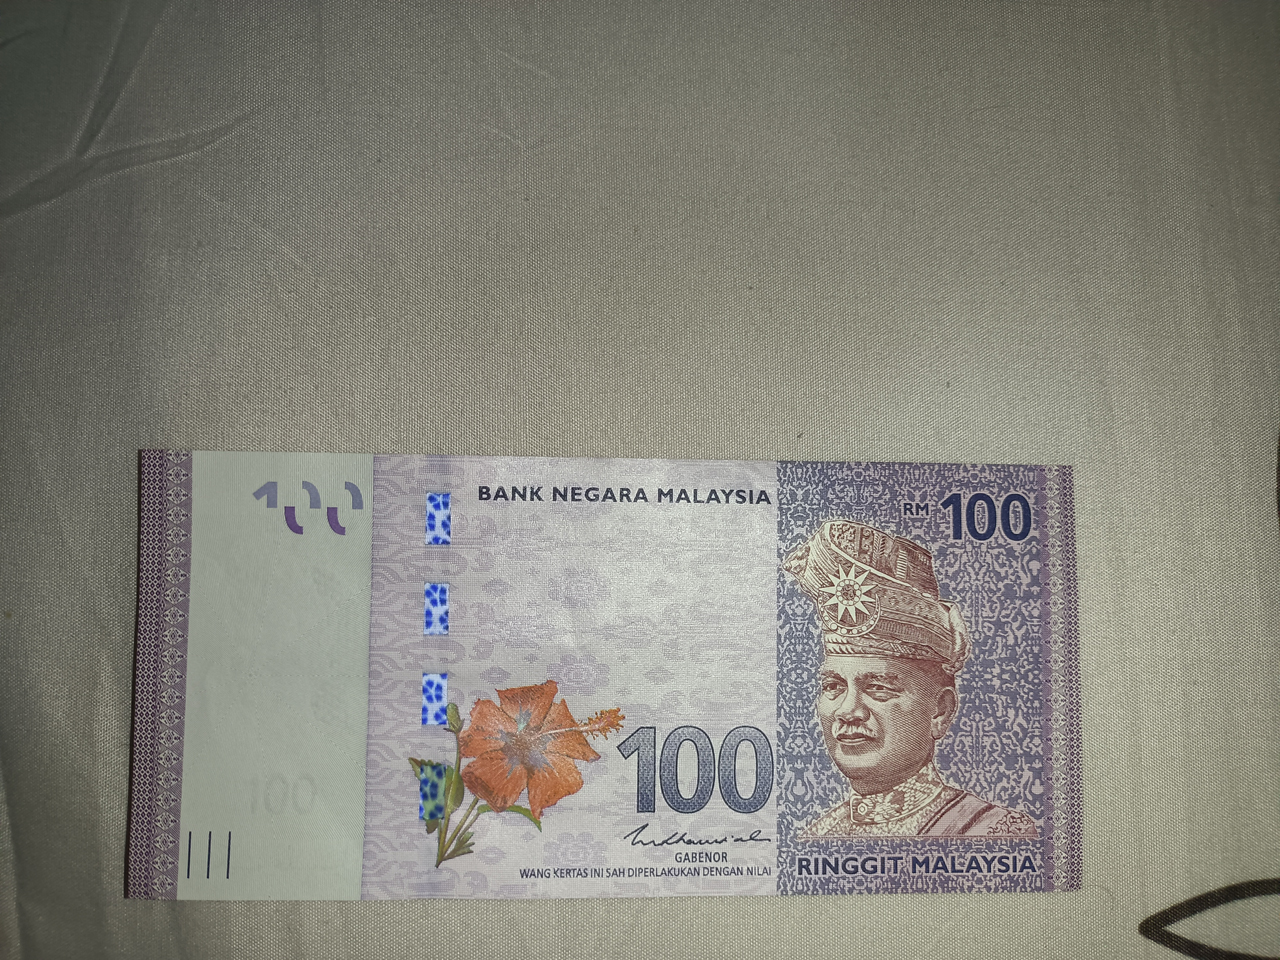 BANK NEGARA MALAYSIA
RM 100
100
100
100
GABENOR
WANG KERTAS INI SAH DIPERLAKUKAN DENGAN NILAI
RINGGIT MALAYSIA